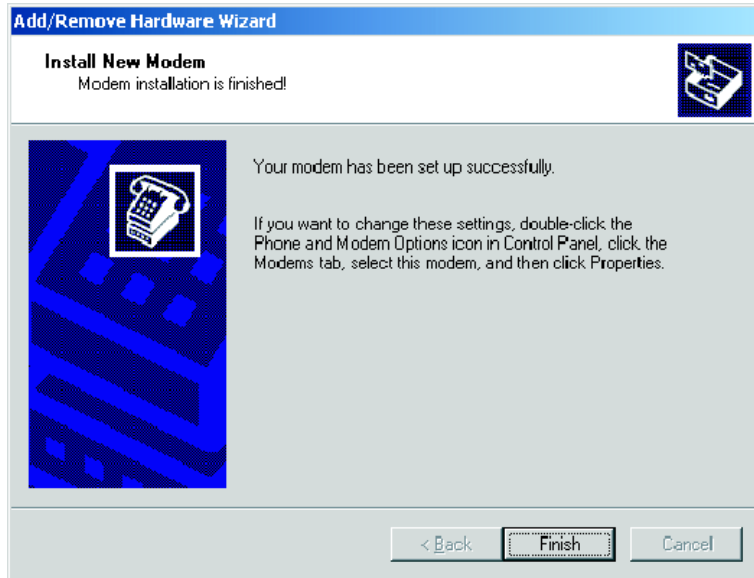 Add/Remove Hardware Wizard
Install New Modem
Modem installation is finished!
Your modem has been set up successfully.
If you want to change these settings, double-click the
Phone and Modem Options icon in Control Panel, click the
Modems tab, select this modem, and then click Properties.
< Back Finish Cancel